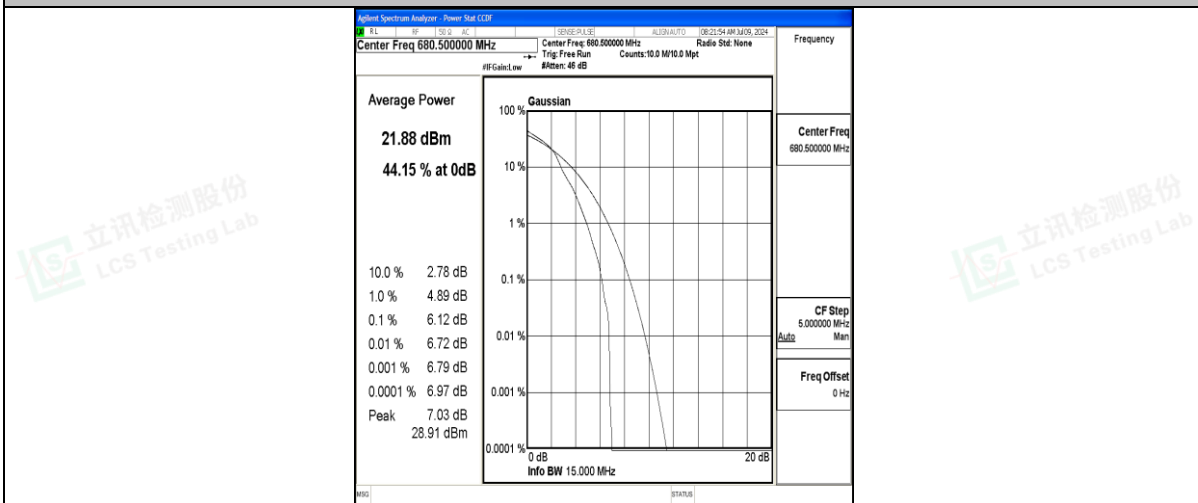 Agilent Spectrum Analyzer - Power Stat CCDF
RL RF 50 Ω AC SENSE:PULSE ALIGN AUTO 08:21:54 AM Jul 09, 2024
Center Freq 680.500000 MHz
Center Freq: 680.500000 MHz Radio Std: None
Trig: Free Run Counts:10.0 M/10.0 Mpt
#IFGain:Low #Atten: 46 dB
Frequency
Average Power
21.88 dBm
44.15 % at 0dB
10.0 % 2.78 dB
1.0 % 4.89 dB
0.1 % 6.12 dB
0.01 % 6.72 dB
0.001 % 6.79 dB
0.0001 % 6.97 dB
Peak 7.03 dB
28.91 dBm
Gaussian
100 %
10 %
1 %
0.1 %
0.01 %
0.001 %
0.0001 %
0 dB 20 dB
Info BW 15.000 MHz
Center Freq
680.500000 MHz
CF Step
5.000000 MHz
Auto Man
Freq Offset
0 Hz
MSG STATUS
立讯检测股份
LCS Testing Lab
立讯检测股份
LCS Testing Lab